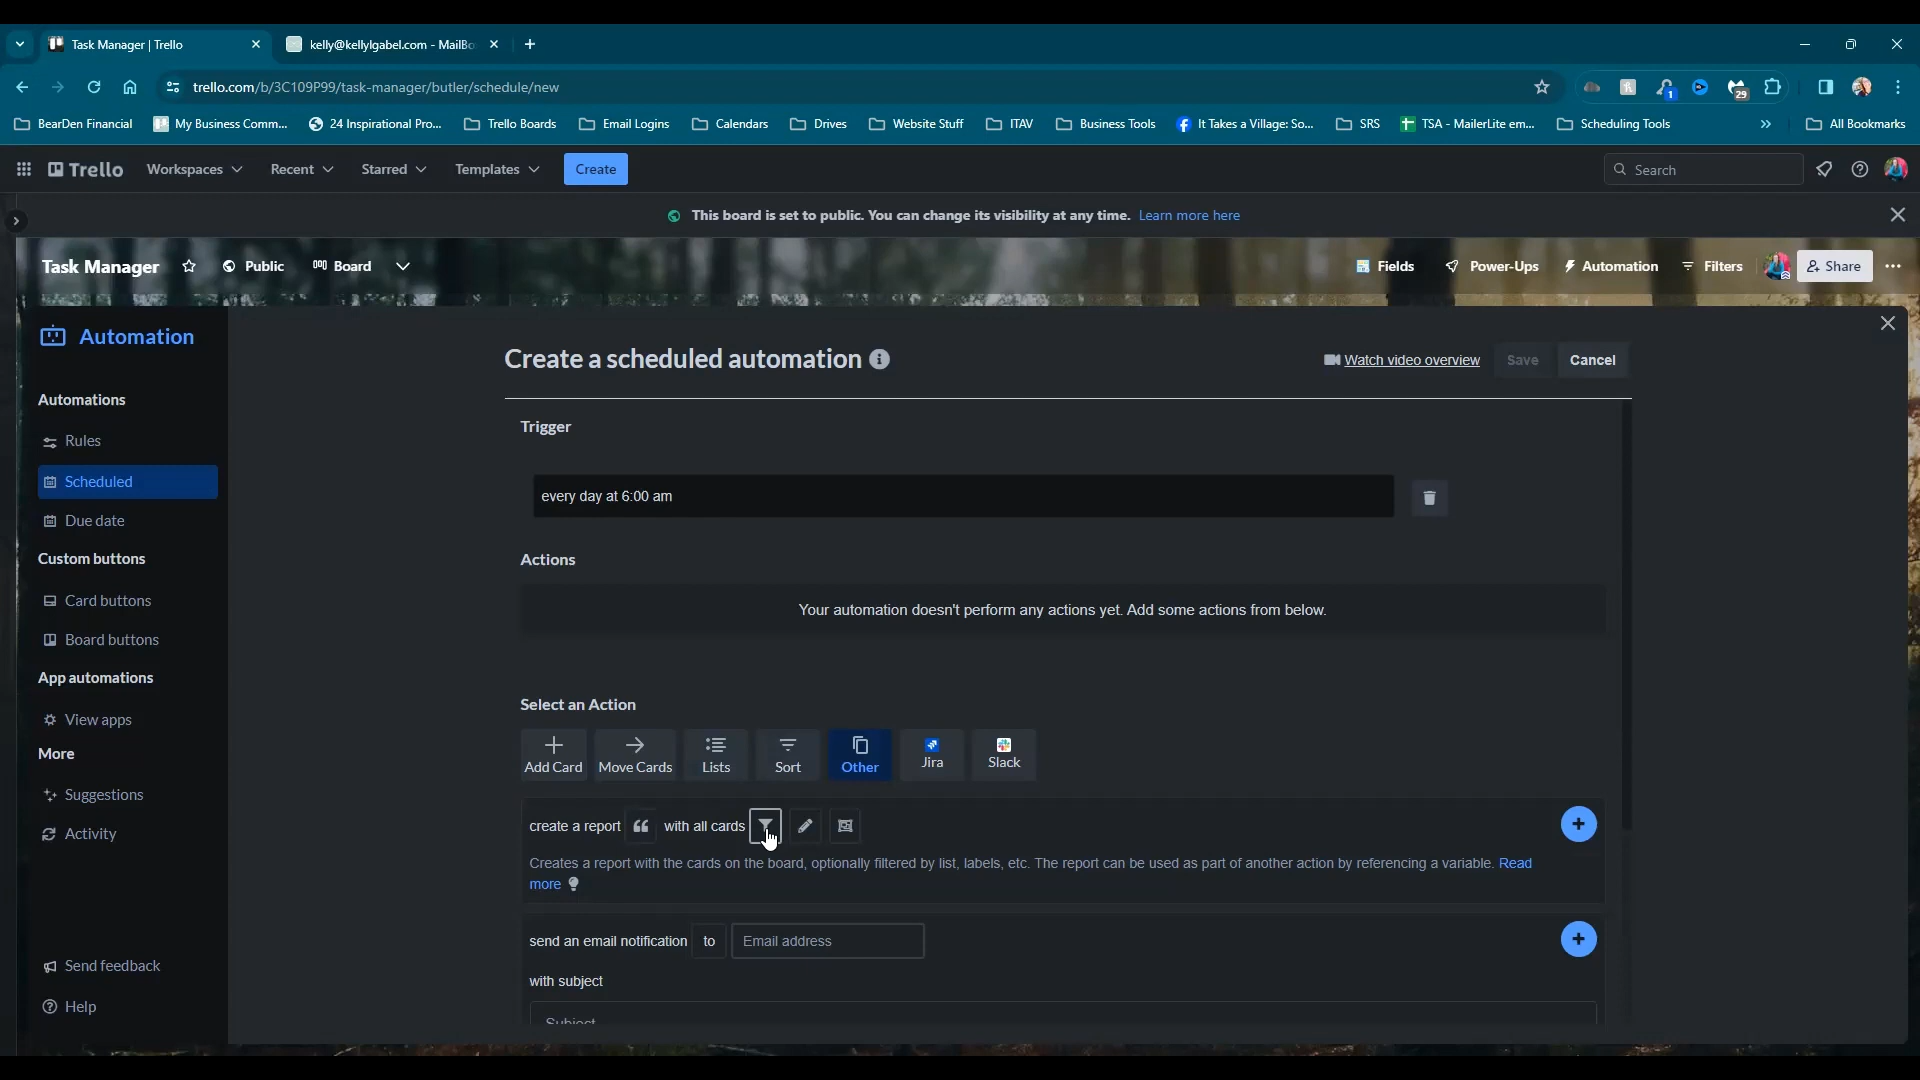 Task Manager | Trello
kelly@kellylgabel.com - MailBo
trello.com/b/3C109P99/task-manager/butler/schedule/new
1
29
BearDen Financial
My Business Comm...
24 Inspirational Pro...
Trello Boards
Email Logins
Calendars
Drives
Website Stuff
ITAV
Business Tools
It Takes a Village: So...
SRS
TSA - MailerLite em...
Scheduling Tools
All Bookmarks
Trello
Workspaces
Recent
Starred
Templates
Create
Search
This board is set to public. You can change its visibility at any time. Learn more here
Task Manager
Public
Board
Fields
Power-Ups
Automation
Filters
Share
Automation
Automations
Rules
Scheduled
Due date
Custom buttons
Card buttons
Board buttons
App automations
View apps
More
Suggestions
Activity
Send feedback
Help
Create a scheduled automation
Watch video overview
Save
Cancel
Trigger
every day at 6:00 am
Actions
Your automation doesn't perform any actions yet. Add some actions from below.
Select an Action
Add Card
Move Cards
Lists
Sort
Other
Jira
Slack
create a report
with all cards
Creates a report with the cards on the board, optionally filtered by list, labels, etc. The report can be used as part of another action by referencing a variable. Read
more
send an email notification
to
Email address
with subject
Subject